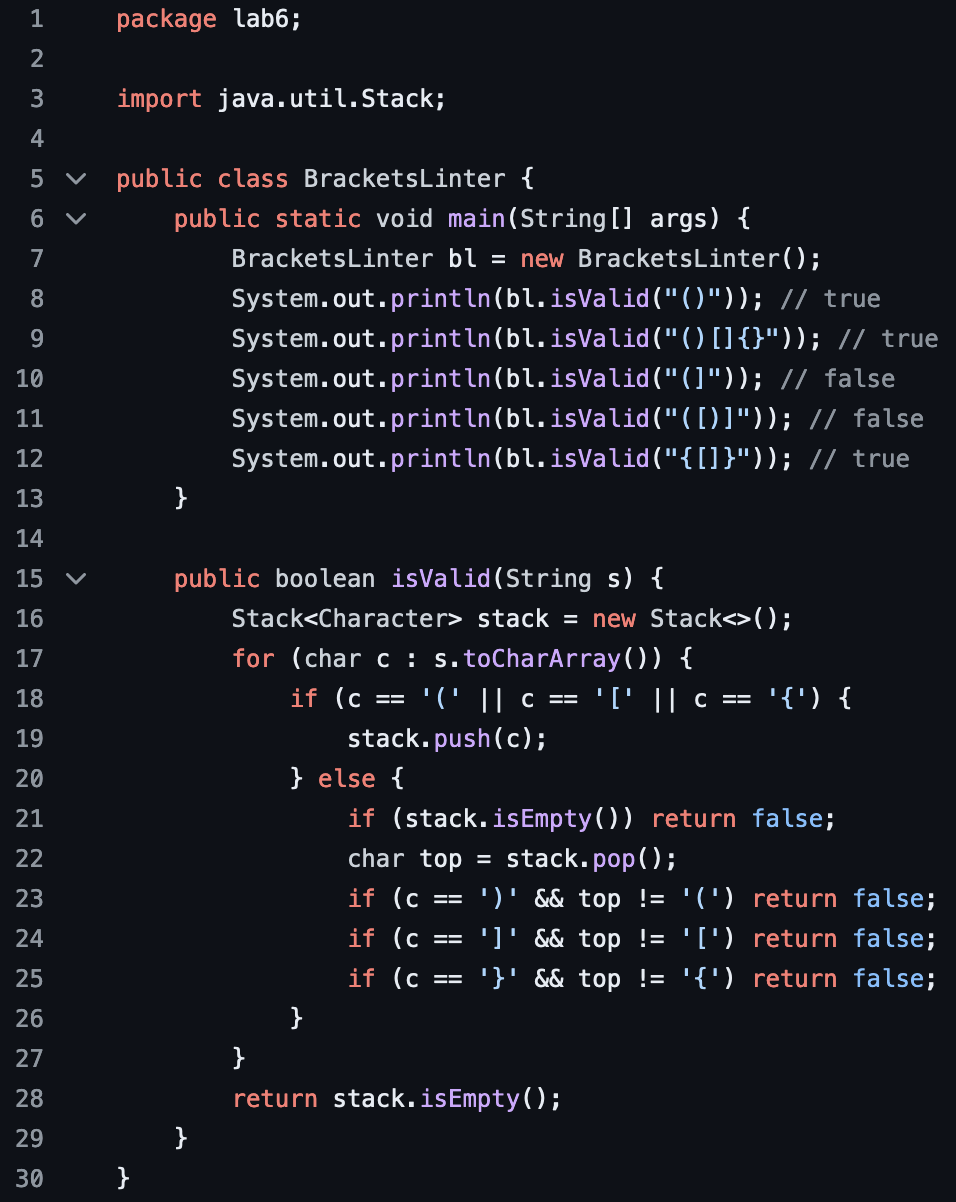 1 package lab6;
2
3 import java.util.Stack;
4
5 public class BracketsLinter {
6     public static void main(String[] args) {
7         BracketsLinter bl = new BracketsLinter();
8         System.out.println(bl.isValid("()")); // true
9         System.out.println(bl.isValid("()[]{}")); // true
10         System.out.println(bl.isValid("(]")); // false
11         System.out.println(bl.isValid("([)]")); // false
12         System.out.println(bl.isValid("{[]}")); // true
13     }
14
15     public boolean isValid(String s) {
16         Stack<Character> stack = new Stack<>();
17         for (char c : s.toCharArray()) {
18             if (c == '(' || c == '[' || c == '{') {
19                 stack.push(c);
20             } else {
21                 if (stack.isEmpty()) return false;
22                 char top = stack.pop();
23                 if (c == ')' && top != '(') return false;
24                 if (c == ']' && top != '[') return false;
25                 if (c == '}' && top != '{') return false;
26             }
27         }
28         return stack.isEmpty();
29     }
30 }